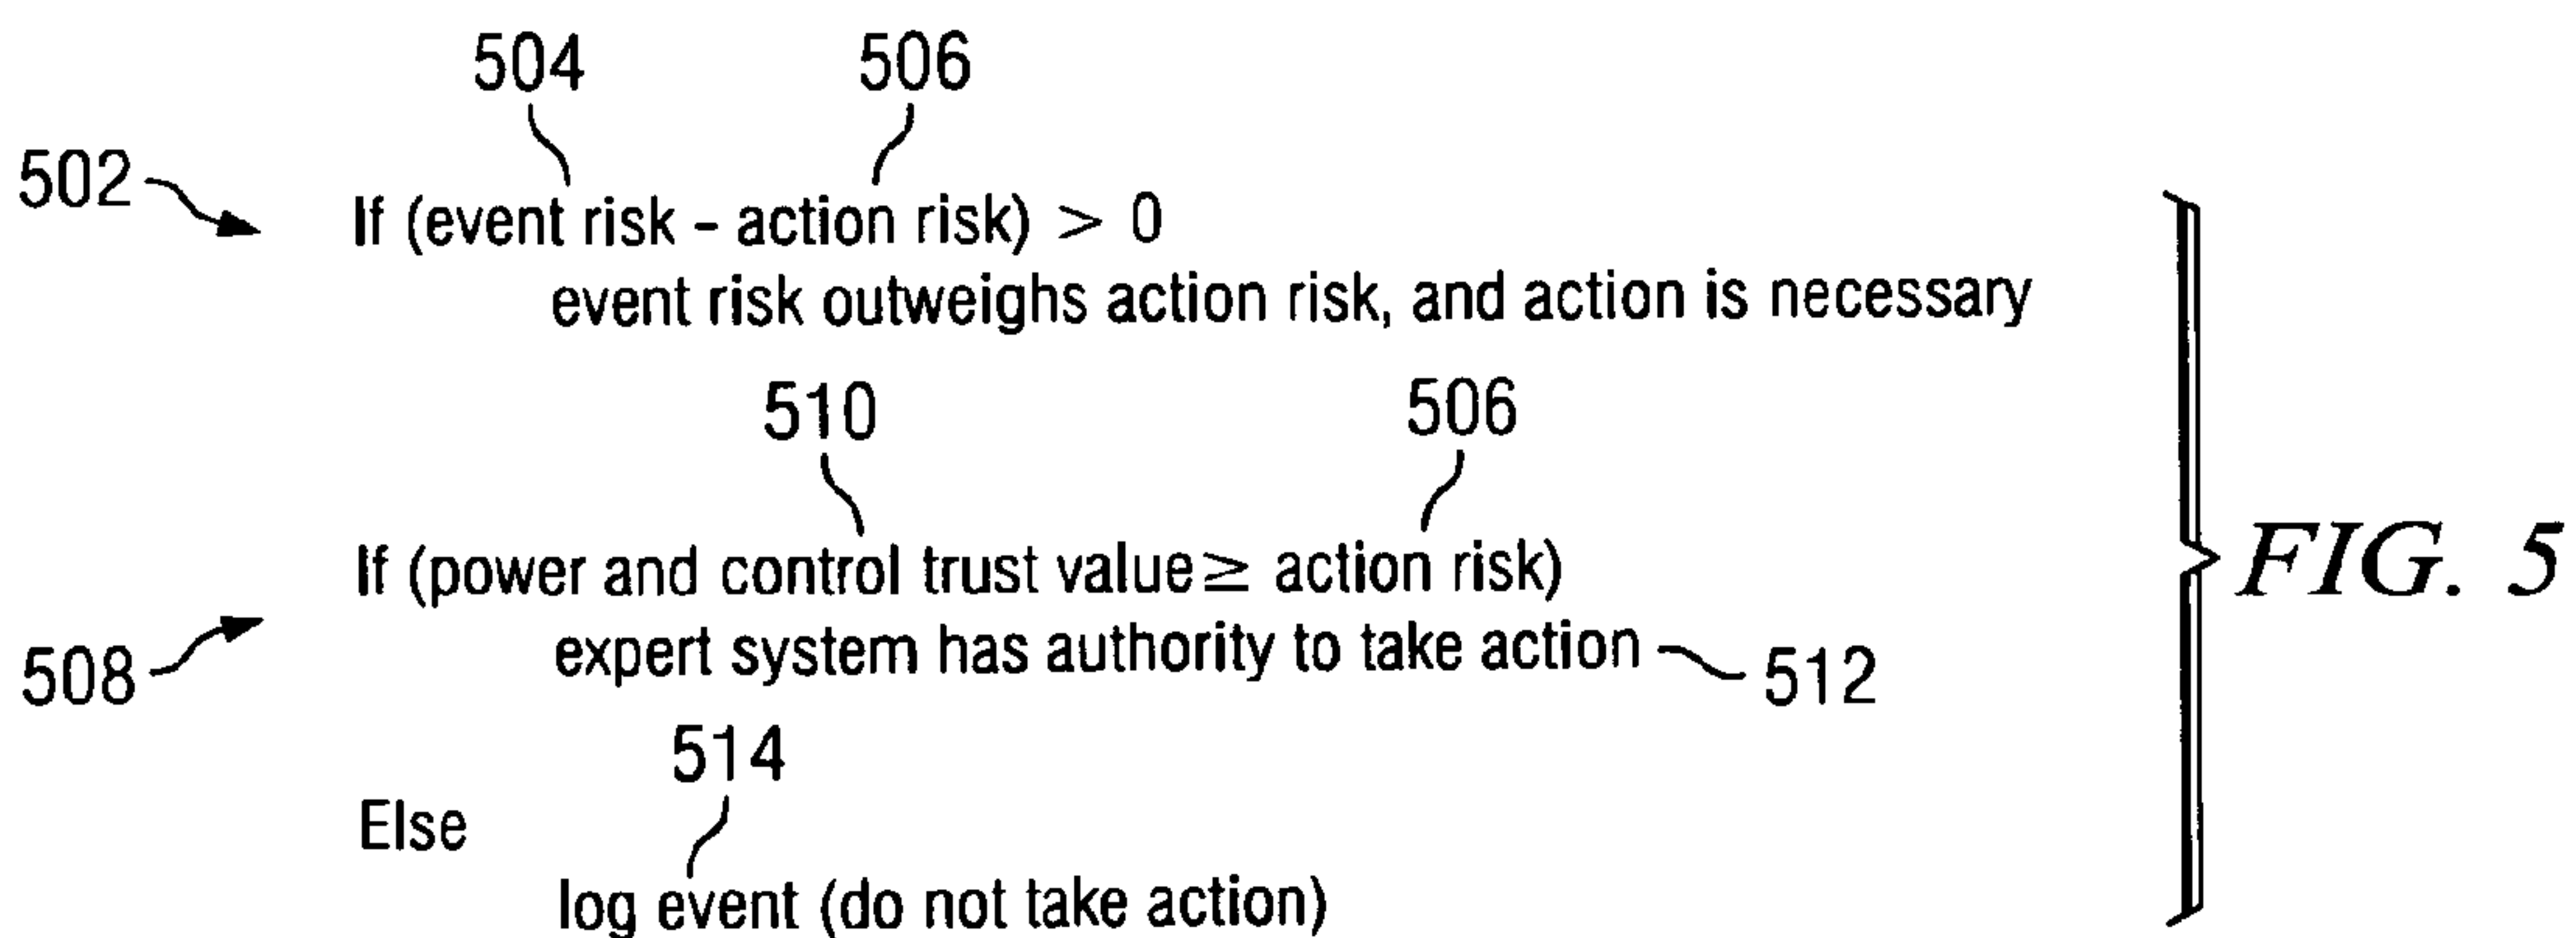 504 506
502
If (event risk - action risk) > 0
event risk outweighs action risk, and action is necessary
510 506
If (power and control trust value ≥ action risk)
508
expert system has authority to take action 512
514
Else
log event (do not take action)
FIG. 5